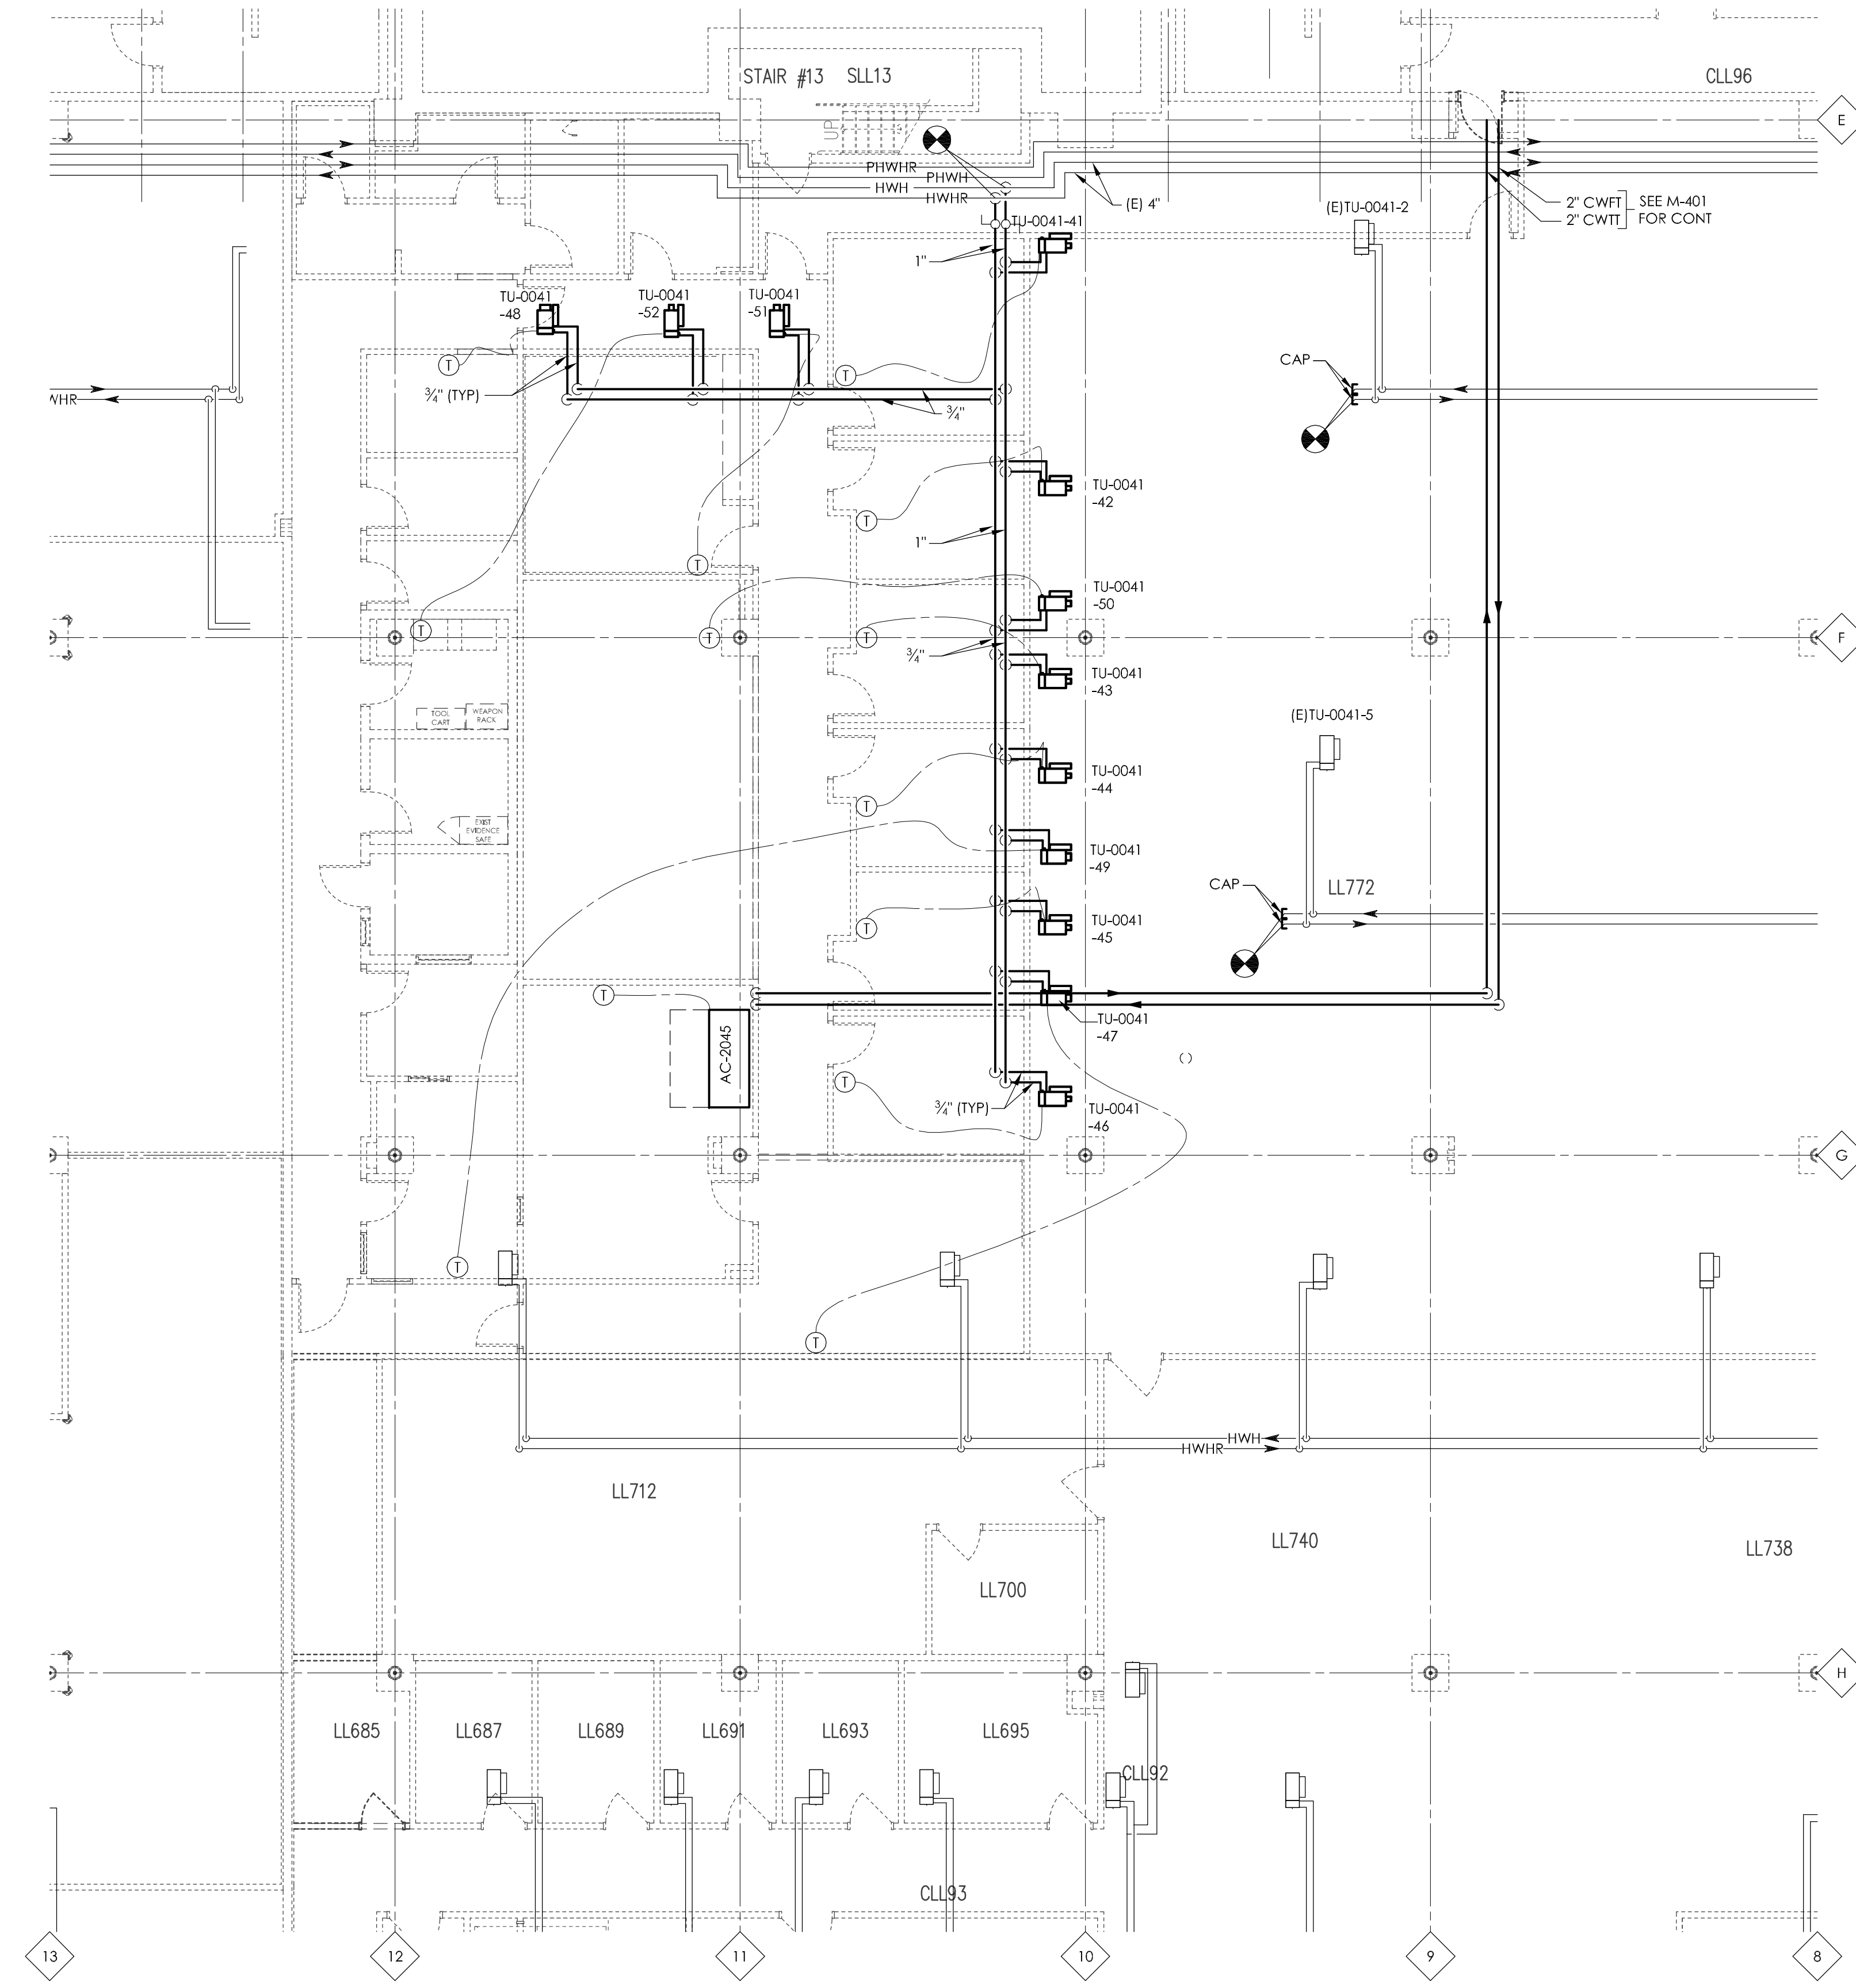 STAIR #13 SLL13
CLL96
UP
E
PHWHR
PHWH
HWH
HWHR
(E) 4"
2" CWFT
2" CWTT
SEE M-401
FOR CONT
(E)TU-0041-2
TU-0041-41
1"
TU-0041
-48
TU-0041
-52
TU-0041
-51
T
T
CAP
WHR
¾" (TYP)
¾"
TU-0041
-42
T
1"
T
TU-0041
-50
T
T
T
F
¾"
TU-0041
-43
TOOL
CART
WEAPON
RACK
(E)TU-0041-5
TU-0041
-44
T
EXIST
EVIDENCE
SAFE
TU-0041
-49
CAP
LL772
T
TU-0041
-45
T
AC-2045
TU-0041
-47
( )
T
¾" (TYP)
TU-0041
-46
G
T
T
HWH
HWHR
LL712
LL740
LL738
LL700
H
LL685
LL687
LL689
LL691
LL693
LL695
CLL92
CLL93
13
12
11
10
9
8